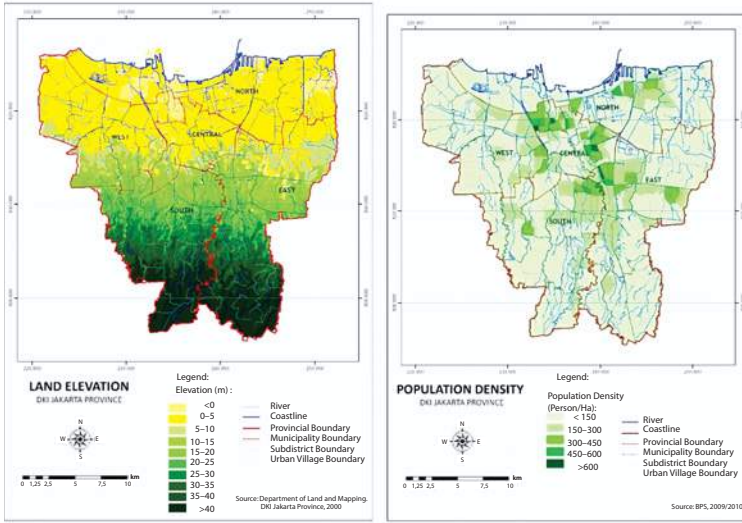 NORTH
WEST
CENTRAL
EAST
SOUTH
LAND ELEVATION
DKI JAKARTA PROVINCE
N
W
E
S
0 1,25 2,5 5 7,5 10 km
Legend:
Elevation (m) :
<0
0–5
5–10
10–15
15–20
20–25
25–30
30–35
35–40
>40
River
Coastline
Provincial Boundary
Municipality Boundary
Subdistrict Boundary
Urban Village Boundary
Source: Department of Land and Mapping.
DKI Jakarta Province, 2000
NORTH
WEST
CENTRAL
EAST
SOUTH
POPULATION DENSITY
DKI JAKARTA PROVINCE
N
W
E
S
0 1,25 2,5 5 7,5 10 km
Legend:
Population Density
(Person/Ha):
< 150
150–300
300–450
450–600
>600
River
Coastline
Provincial Boundary
Municipality Boundary
Subdistrict Boundary
Urban Village Boundary
Source: BPS, 2009/2010